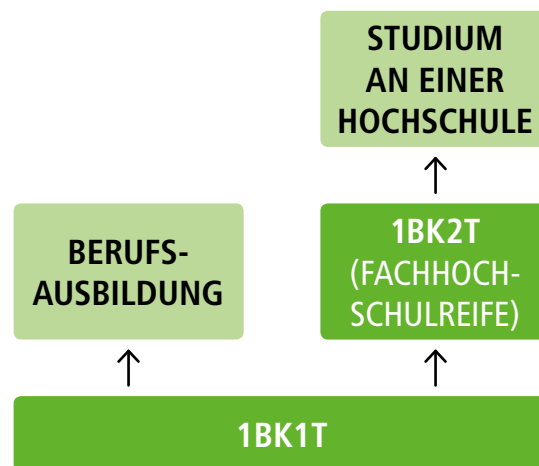 STUDIUM
AN EINER
HOCHSCHULE
BERUFS-
AUSBILDUNG
1BK2T
(FACHHOCH-
SCHULREIFE)
1BK1T